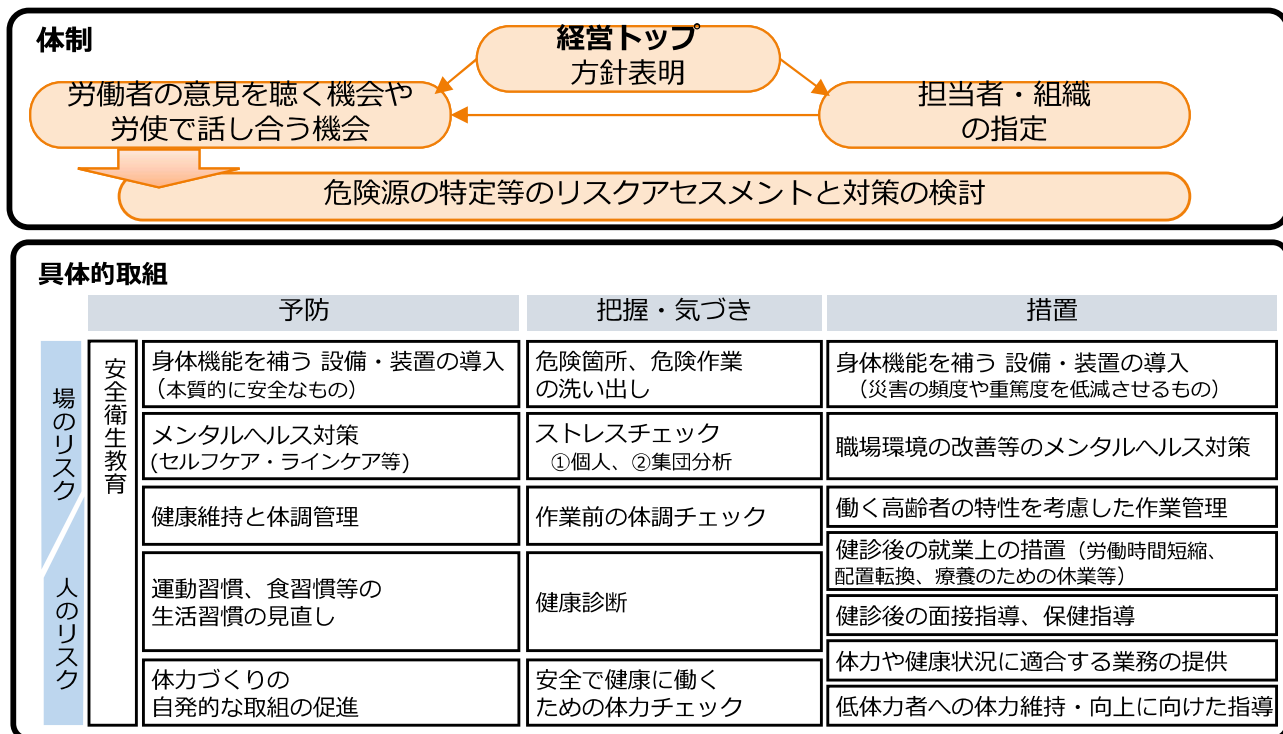 体制
経営トップ
方針表明
労働者の意見を聴く機会や
労使で話し合う機会
担当者・組織
の指定
危険源の特定等のリスクアセスメントと対策の検討
具体的取組
予防
把握・気づき
措置
場のリスク
人のリスク
安全衛生教育
身体機能を補う 設備・装置の導入
（本質的に安全なもの）
危険箇所、危険作業
の洗い出し
身体機能を補う 設備・装置の導入
（災害の頻度や重篤度を低減させるもの）
メンタルヘルス対策
(セルフケア・ラインケア等)
ストレスチェック
①個人、②集団分析
職場環境の改善等のメンタルヘルス対策
健康維持と体調管理
作業前の体調チェック
働く高齢者の特性を考慮した作業管理
運動習慣、食習慣等の
生活習慣の見直し
健康診断
健診後の就業上の措置（労働時間短縮、
配置転換、療養のための休業等）
健診後の面接指導、保健指導
体力づくりの
自発的な取組の促進
安全で健康に働く
ための体力チェック
体力や健康状況に適合する業務の提供
低体力者への体力維持・向上に向けた指導